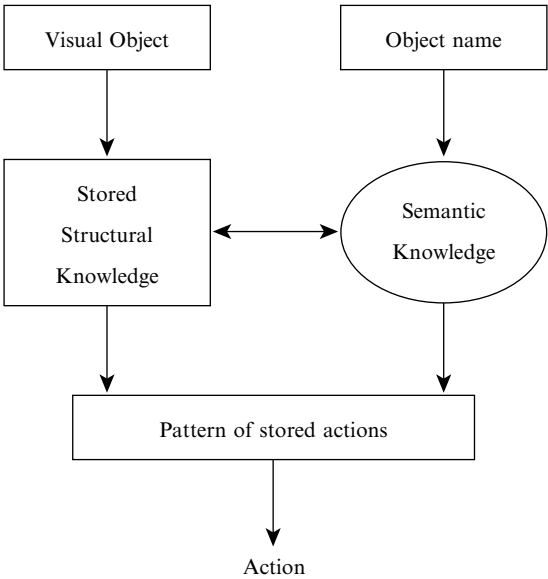 Visual Object
Object name
Stored
Structural
Knowledge
Semantic
Knowledge
Pattern of stored actions
Action